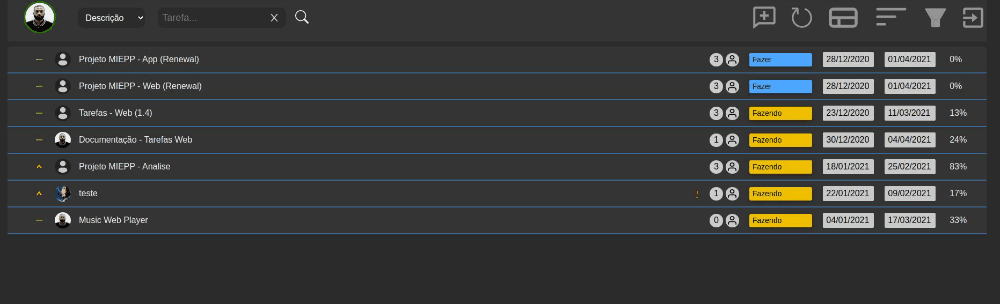 Descrição Tarefa...
Projeto MIEPP - App (Renewal) 3 Fazer 28/12/2020 01/04/2021 0%
Projeto MIEPP - Web (Renewal) 3 Fazer 28/12/2020 01/04/2021 0%
Tarefas - Web (1.4) 3 Fazendo 23/12/2020 11/03/2021 13%
Documentação - Tarefas Web 1 Fazendo 30/12/2020 04/04/2021 24%
Projeto MIEPP - Analise 3 Fazendo 18/01/2021 25/02/2021 83%
teste ! 1 Fazendo 22/01/2021 09/02/2021 17%
Music Web Player 0 Fazendo 04/01/2021 17/03/2021 33%